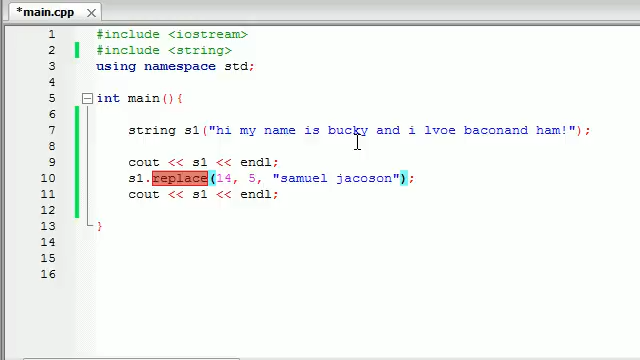 *main.cpp
1 #include <iostream>
2 #include <string>
3 using namespace std;
4
5 int main(){
6
7 string s1("hi my name is bucky and i lvoe baconand ham!");
8
9 cout << s1 << endl;
10 s1.replace(14, 5, "samuel jacoson");
11 cout << s1 << endl;
12
13 }
14
15
16